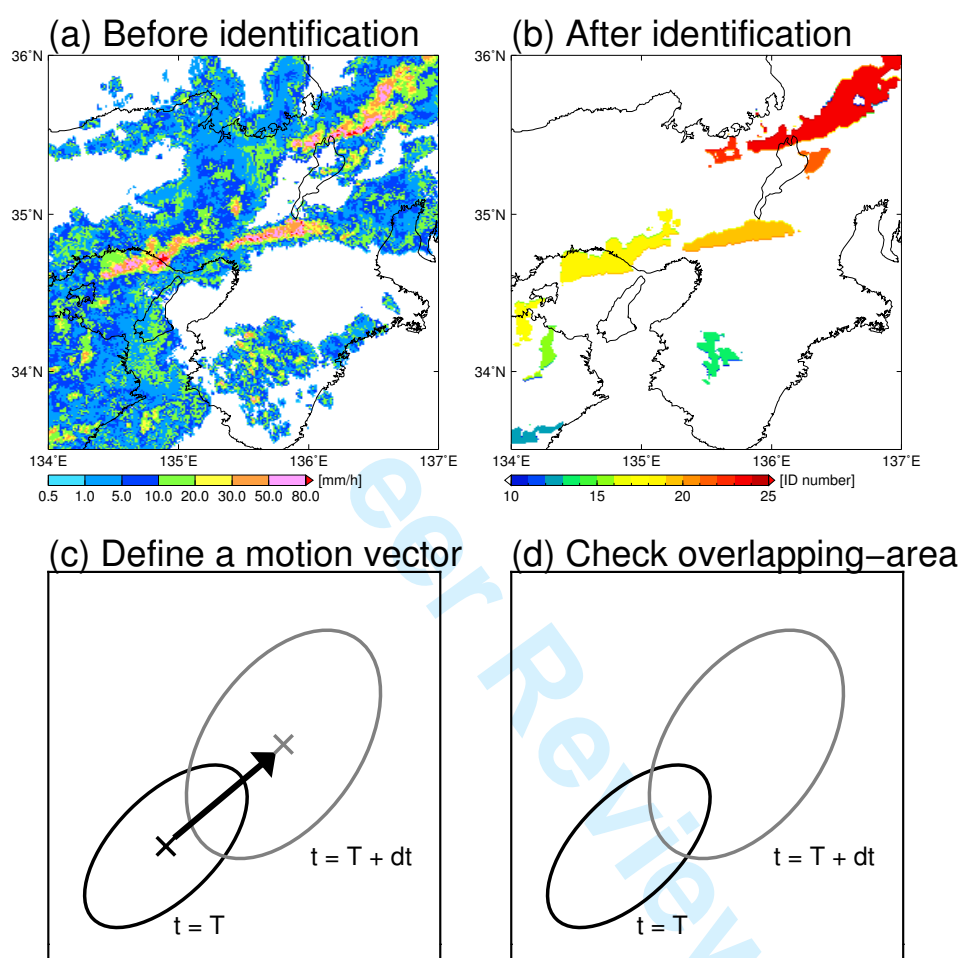 (a) Before identification
(b) After identification
36°N
35°N
34°N
134°E 135°E 136°E 137°E
0.5 1.0 5.0 10.0 20.0 30.0 50.0 80.0 [mm/h]
36°N
35°N
34°N
134°E 135°E 136°E 137°E
10 15 20 25 [ID number]
(c) Define a motion vector
(d) Check overlapping−area
t = T + dt
t = T
t = T + dt
t = T
eer Review